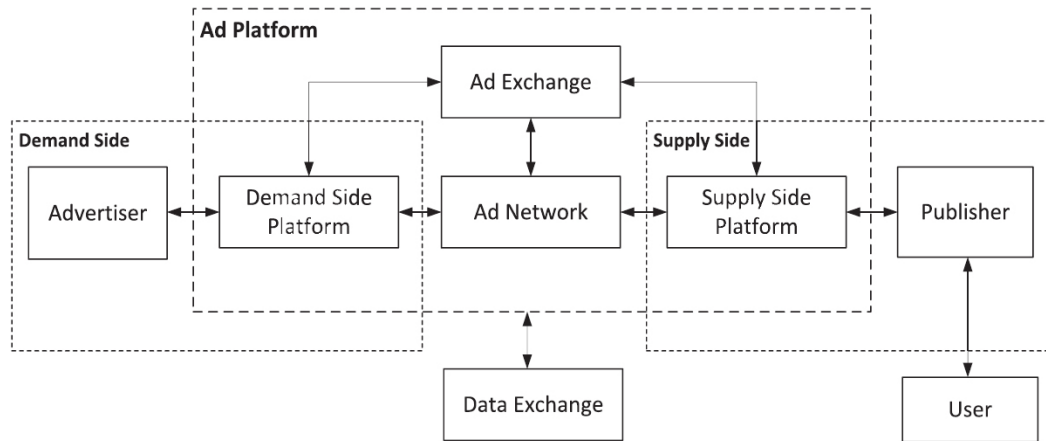 Ad Platform
Ad Exchange
Demand Side
Supply Side
Advertiser
Demand Side
Platform
Ad Network
Supply Side
Platform
Publisher
Data Exchange
User